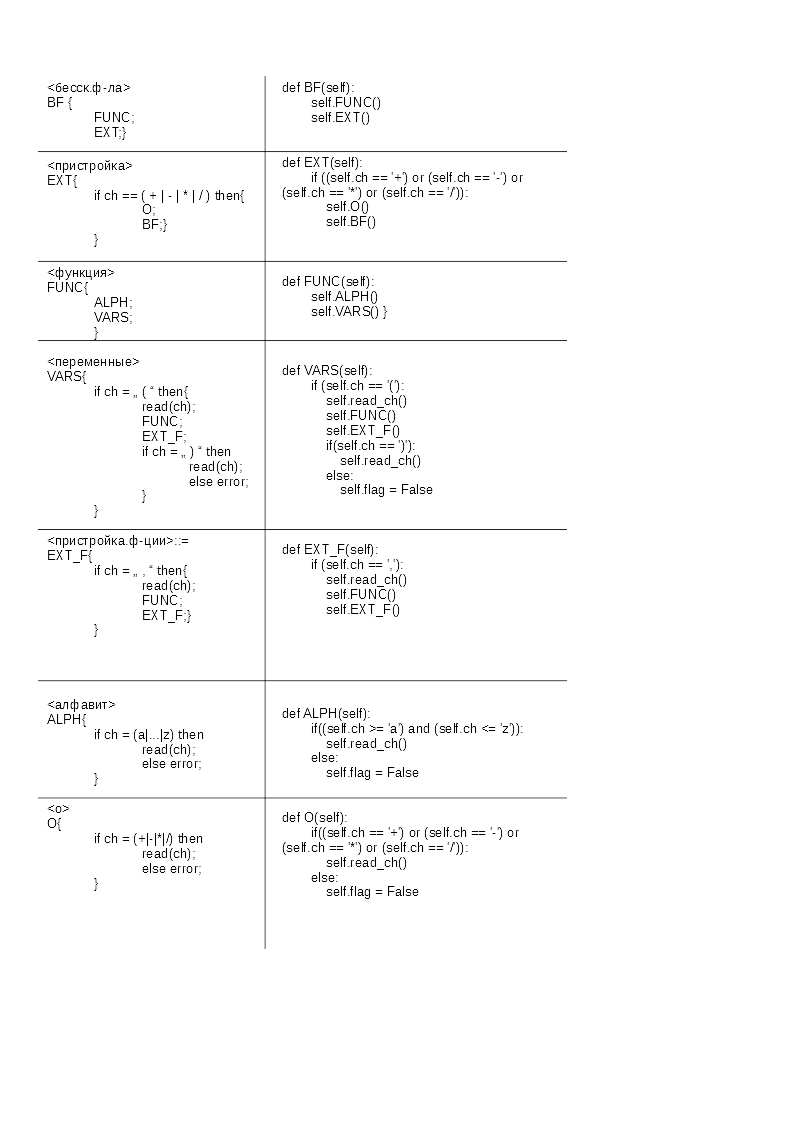 <бесск.ф-ла>
BF {
FUNC;
EXT;}
def BF(self):
self.FUNC()
self.EXT()
<пристройка>
EXT{
if ch == ( + | - | * | / ) then{
O;
BF;}
}
def EXT(self):
if ((self.ch == '+') or (self.ch == '-') or
(self.ch == '*') or (self.ch == '/')):
self.O()
self.BF()
<функция>
FUNC{
ALPH;
VARS;
}
def FUNC(self):
self.ALPH()
self.VARS() }
<переменные>
VARS{
if ch = „ ( “ then{
read(ch);
FUNC;
EXT_F;
if ch = „ ) “ then
read(ch);
else error;
}
}
def VARS(self):
if (self.ch == '('):
self.read_ch()
self.FUNC()
self.EXT_F()
if(self.ch == ')'):
self.read_ch()
else:
self.flag = False
<пристройка.ф-ции>::=
EXT_F{
if ch = „ , “ then{
read(ch);
FUNC;
EXT_F;}
}
def EXT_F(self):
if (self.ch == ','):
self.read_ch()
self.FUNC()
self.EXT_F()
<алфавит>
ALPH{
if ch = (a|...|z) then
read(ch);
else error;
}
def ALPH(self):
if((self.ch >= 'a') and (self.ch <= 'z')):
self.read_ch()
else:
self.flag = False
<о>
O{
if ch = (+|-|*|/) then
read(ch);
else error;
}
def O(self):
if((self.ch == '+') or (self.ch == '-') or
(self.ch == '*') or (self.ch == '/')):
self.read_ch()
else:
self.flag = False